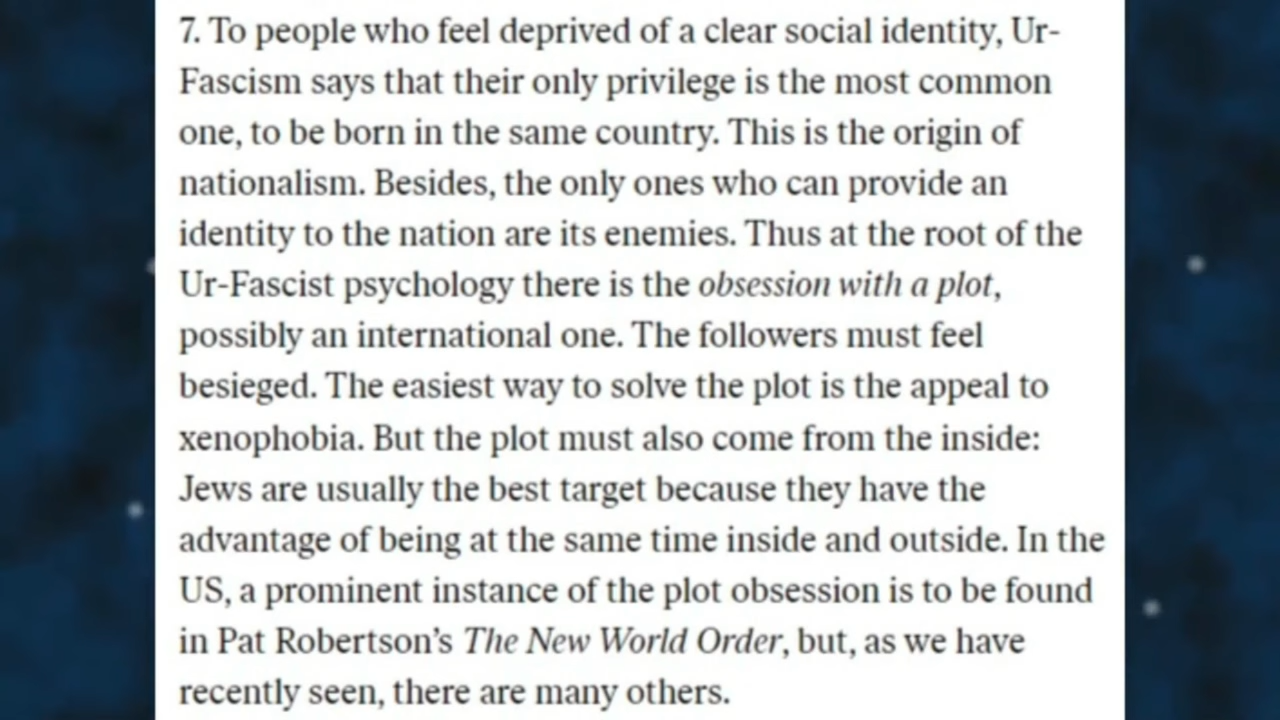 7. To people who feel deprived of a clear social identity, Ur-
Fascism says that their only privilege is the most common
one, to be born in the same country. This is the origin of
nationalism. Besides, the only ones who can provide an
identity to the nation are its enemies. Thus at the root of the
Ur-Fascist psychology there is the obsession with a plot,
possibly an international one. The followers must feel
besieged. The easiest way to solve the plot is the appeal to
xenophobia. But the plot must also come from the inside:
Jews are usually the best target because they have the
advantage of being at the same time inside and outside. In the
US, a prominent instance of the plot obsession is to be found
in Pat Robertson’s The New World Order, but, as we have
recently seen, there are many others.